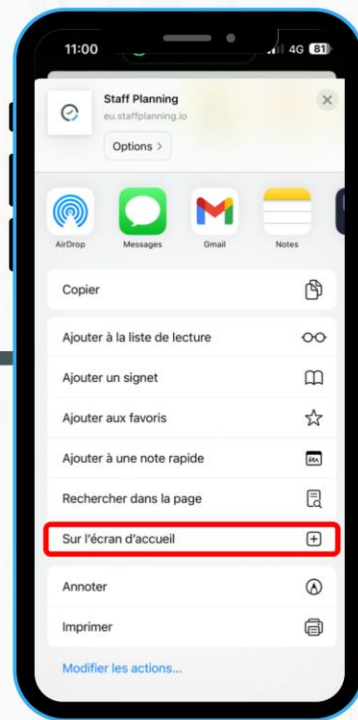 11:00
4G 81
Staff Planning
eu.staffplanning.io
Options >
AirDrop
Messages
Gmail
Notes
Copier
Ajouter à la liste de lecture
Ajouter un signet
Ajouter aux favoris
Ajouter à une note rapide
Rechercher dans la page
Sur l'écran d'accueil
Annoter
Imprimer
Modifier les actions...